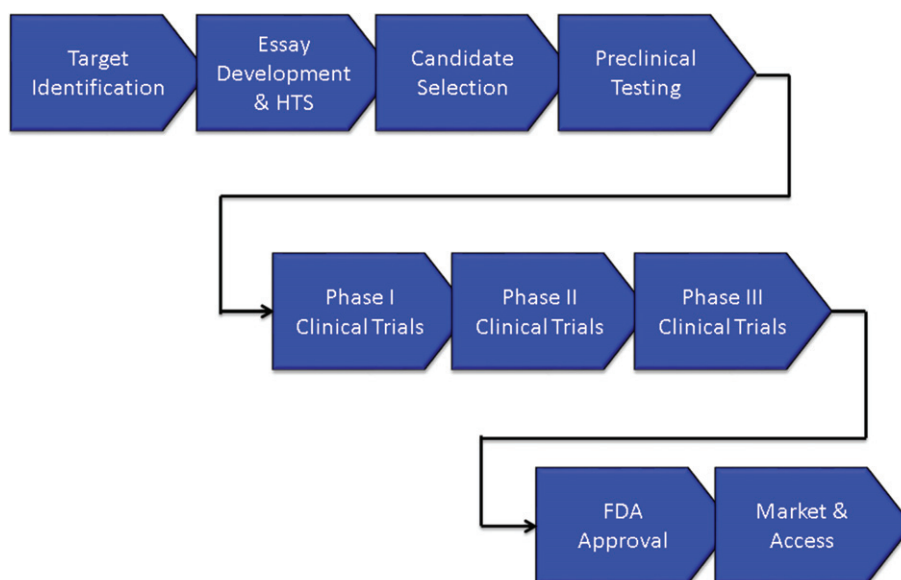 Target
Identification
Essay
Development
& HTS
Candidate
Selection
Preclinical
Testing
Phase I
Clinical Trials
Phase II
Clinical Trials
Phase III
Clinical Trials
FDA
Approval
Market &
Access